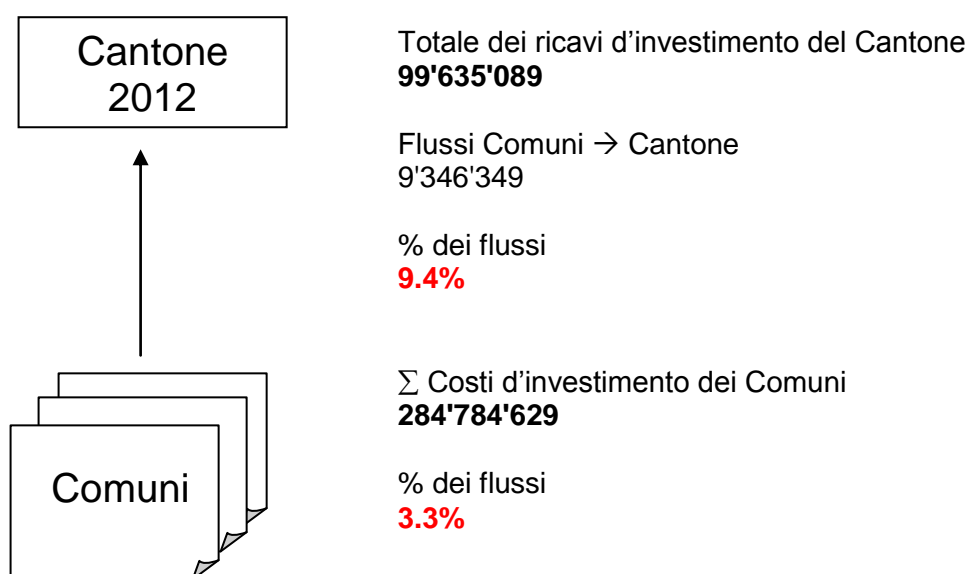 Cantone
2012
Totale dei ricavi d’investimento del Cantone
99'635'089
Flussi Comuni → Cantone
9'346'349
% dei flussi
9.4%
Comuni
∑ Costi d’investimento dei Comuni
284'784'629
% dei flussi
3.3%